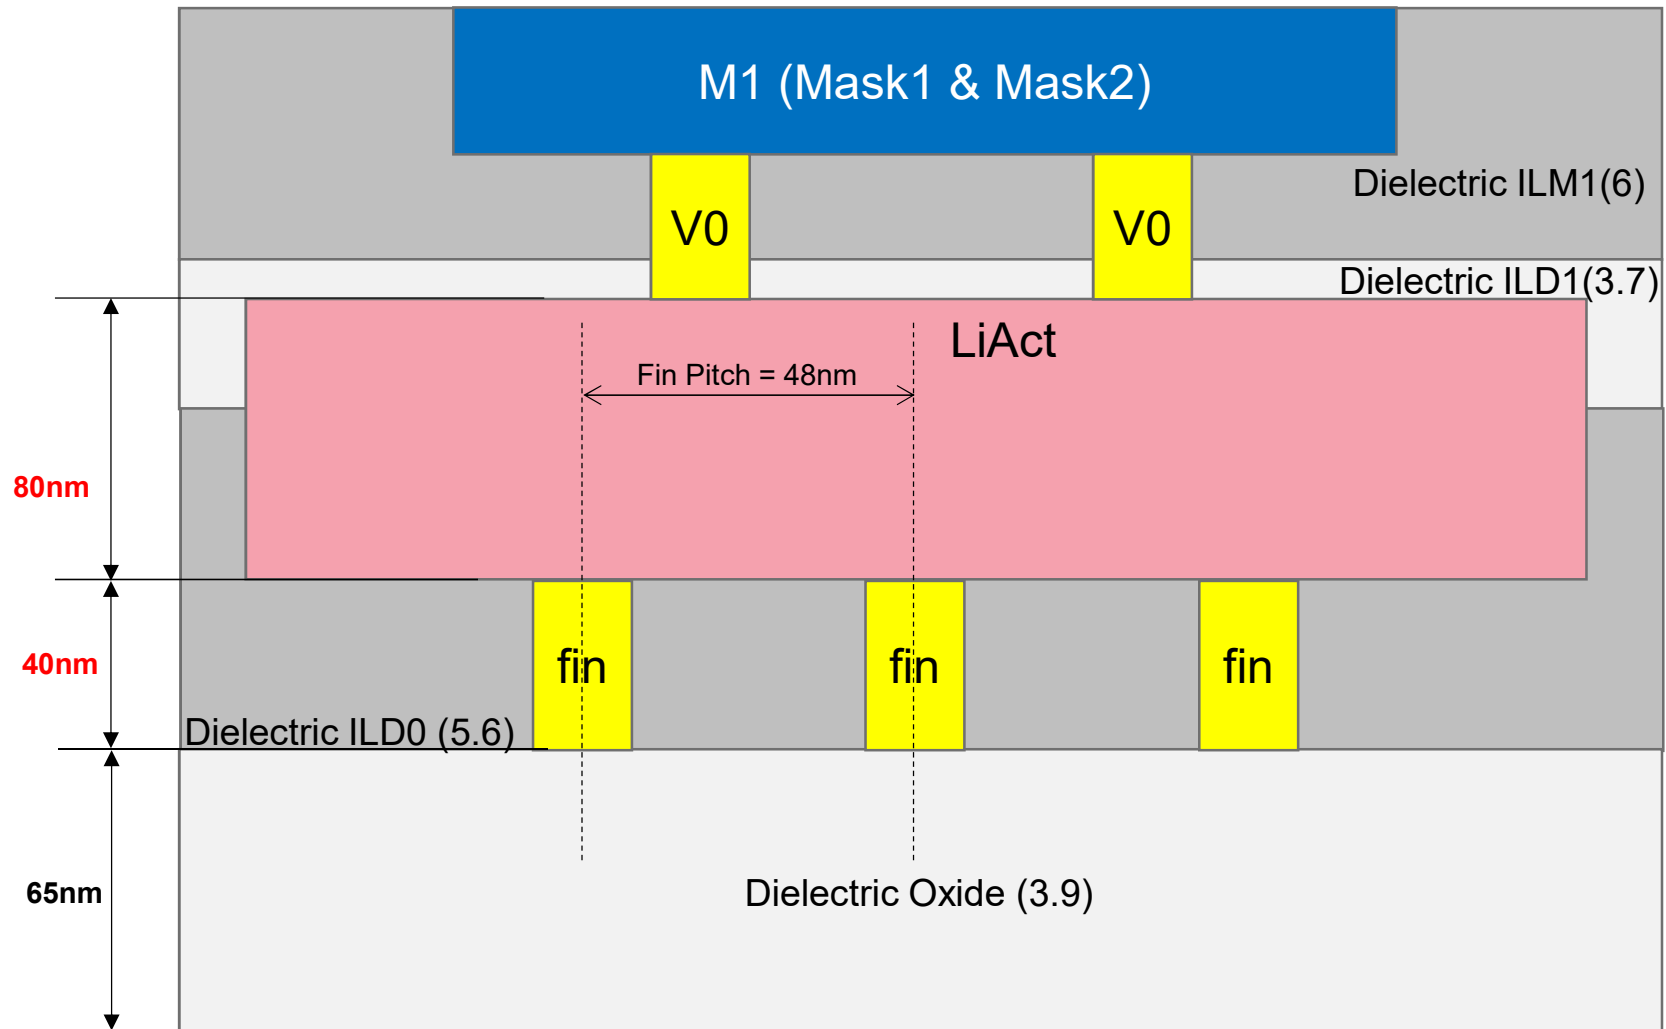 M1 (Mask1 & Mask2)
Dielectric ILM1(6)
V0
V0
Dielectric ILD1(3.7)
LiAct
Fin Pitch = 48nm
80nm
40nm
fin
fin
fin
Dielectric ILD0 (5.6)
65nm
Dielectric Oxide (3.9)